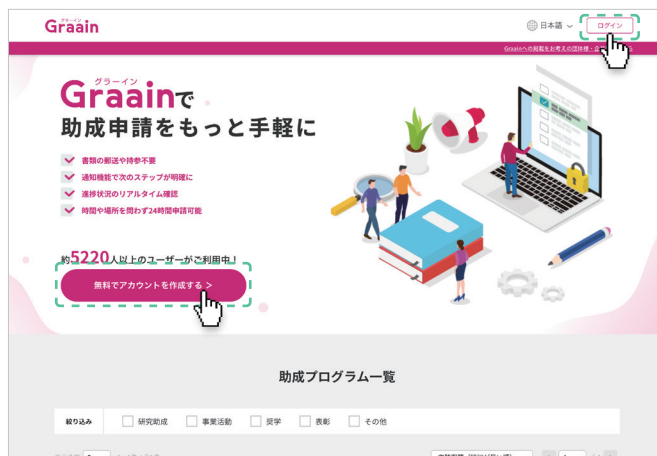 グラーイン
Graain
日本語
ログイン
Graainへの掲載をお考えの団体様・企
グラーイン
Graainで
助成申請をもっと手軽に
書類の郵送や持参不要
通知機能で次のステップが明確に
進捗状況のリアルタイム確認
時間や場所を問わず24時間申請可能
約5220人以上のユーザーがご利用中！
無料でアカウントを作成する >
助成プログラム一覧
絞り込み 研究助成 事業活動 奨学 表彰 その他